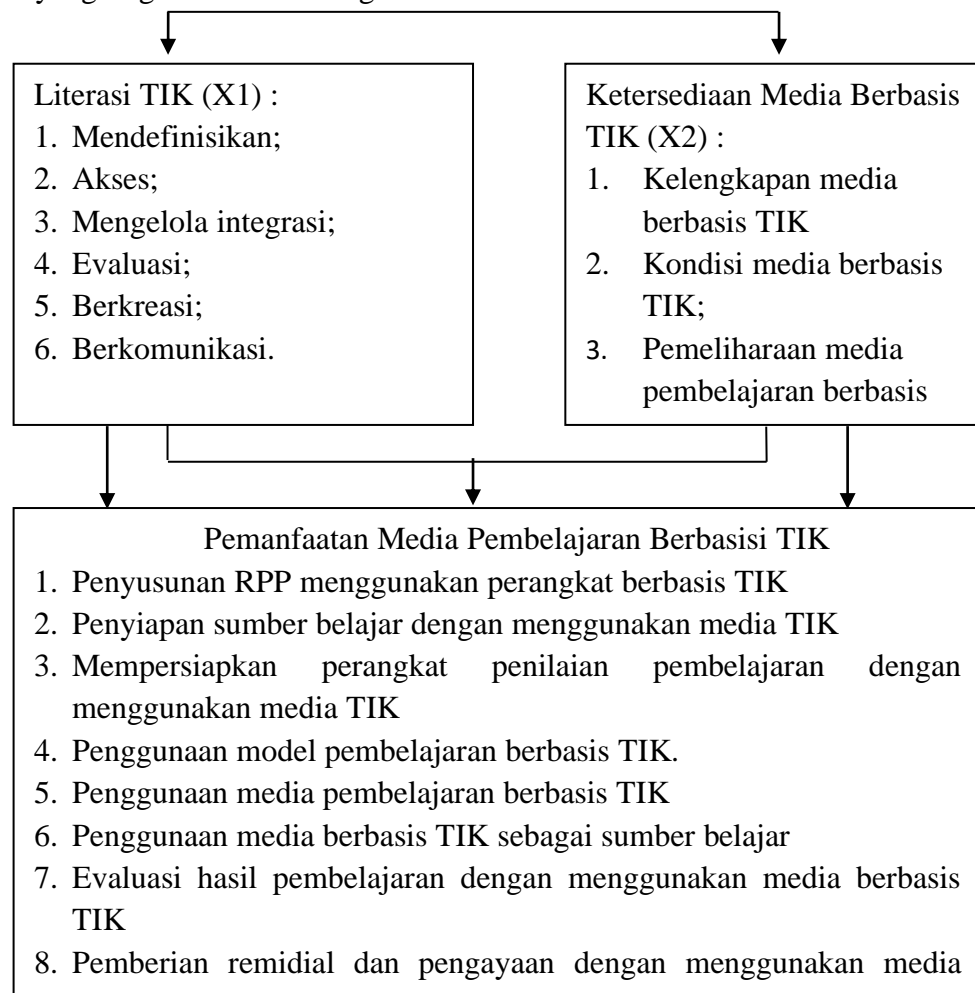 Literasi TIK (X1) :
1. Mendefinisikan;
2. Akses;
3. Mengelola integrasi;
4. Evaluasi;
5. Berkreasi;
6. Berkomunikasi.
Ketersediaan Media Berbasis
TIK (X2) :
1. Kelengkapan media
berbasis TIK
2. Kondisi media berbasis
TIK;
3. Pemeliharaan media
pembelajaran berbasis
Pemanfaatan Media Pembelajaran Berbasisi TIK
1. Penyusunan RPP menggunakan perangkat berbasis TIK
2. Penyiapan sumber belajar dengan menggunakan media TIK
3. Mempersiapkan perangkat penilaian pembelajaran dengan
menggunakan media TIK
4. Penggunaan model pembelajaran berbasis TIK.
5. Penggunaan media pembelajaran berbasis TIK
6. Penggunaan media berbasis TIK sebagai sumber belajar
7. Evaluasi hasil pembelajaran dengan menggunakan media berbasis
TIK
8. Pemberian remidial dan pengayaan dengan menggunakan media